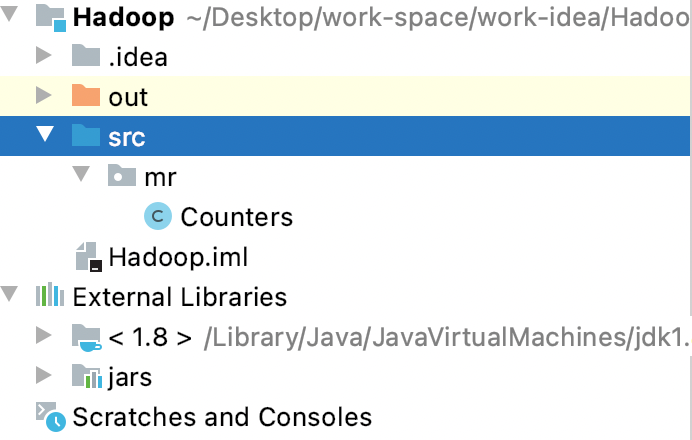 Hadoop ~/Desktop/work-space/work-idea/Hadoo
.idea
out
src
mr
C Counters
Hadoop.iml
External Libraries
< 1.8 > /Library/Java/JavaVirtualMachines/jdk1.
jars
Scratches and Consoles